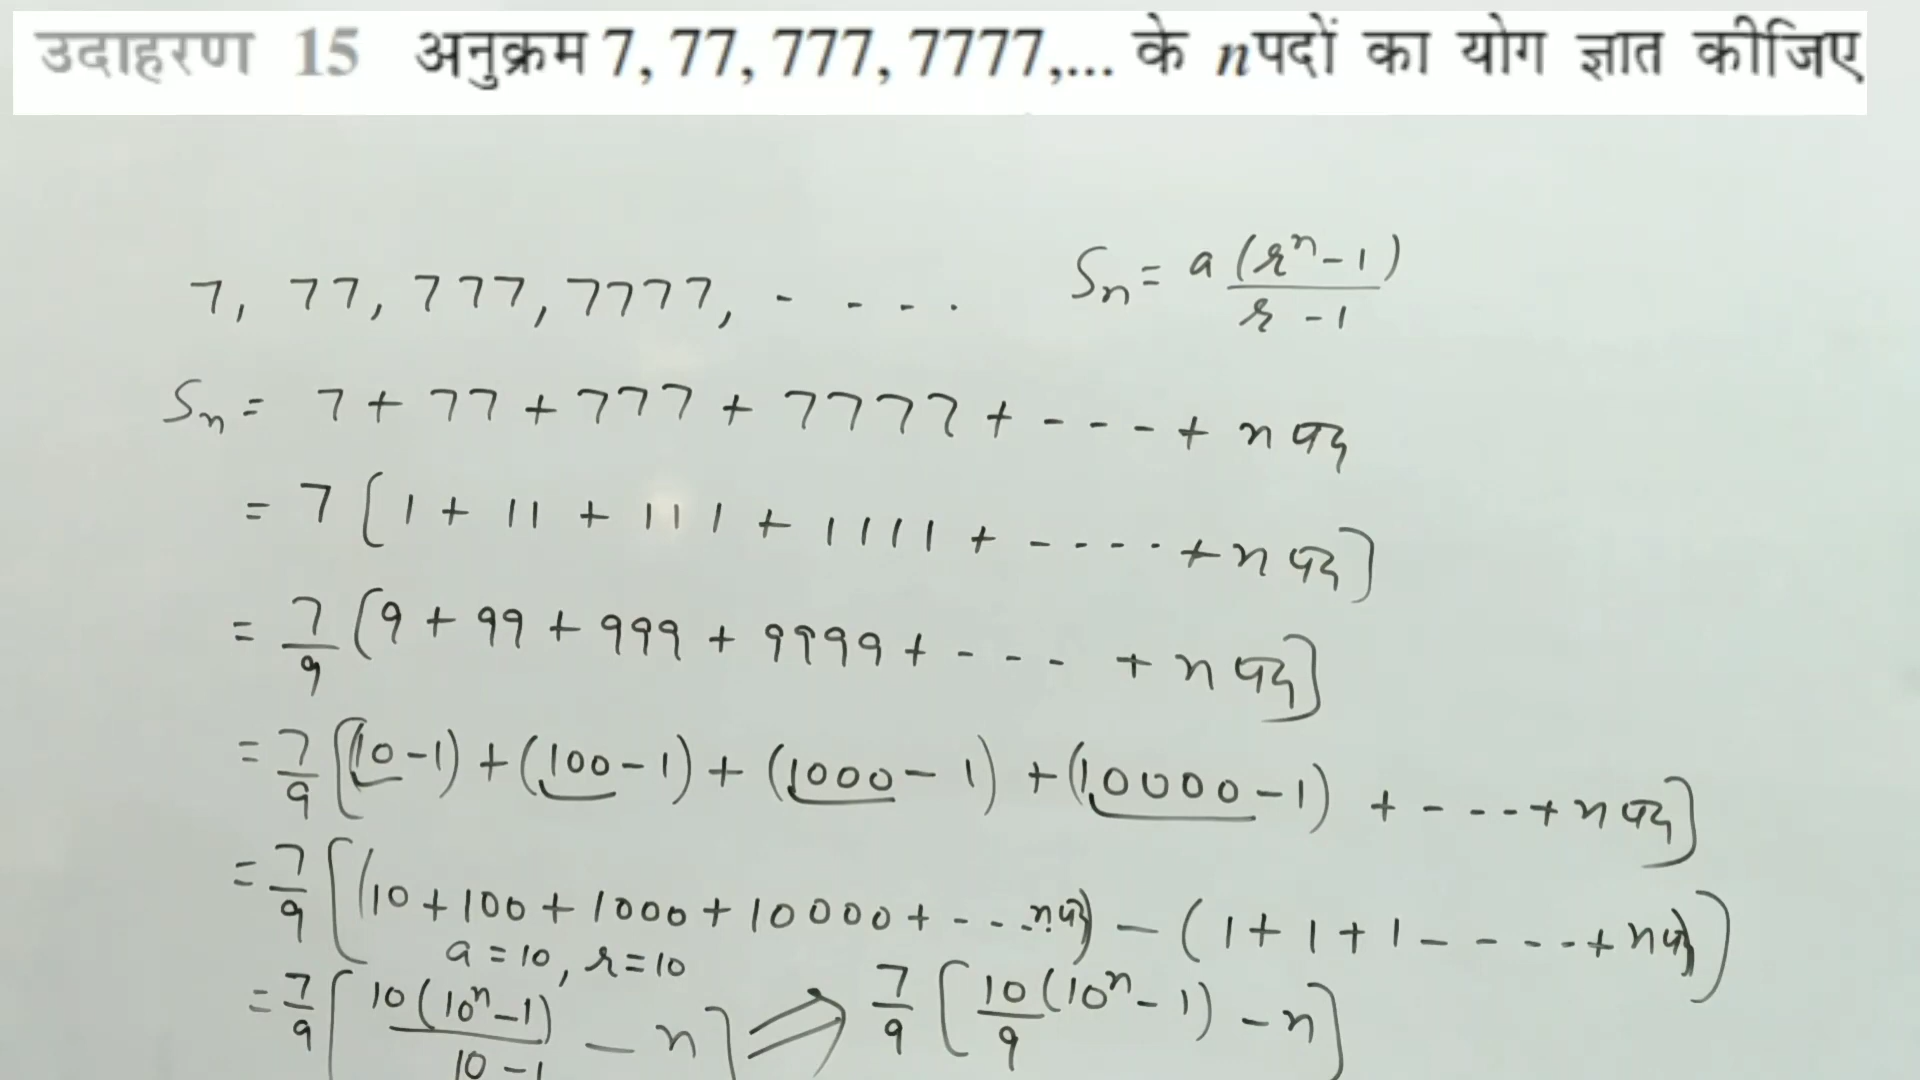 उदाहरण 15 अनुक्रम 7, 77, 777, 7777,... के n पदों का योग ज्ञात कीजिए
7, 77, 777, 7777, - - - .
Sn = a (r^n - 1) / r - 1
Sn = 7 + 77 + 777 + 7777 + - - - + n पद
= 7 [1 + 11 + 111 + 1111 + - - - - + n पद]
= 7/9 [9 + 99 + 999 + 9999 + - - - + n पद]
= 7/9 [(10-1) + (100-1) + (1000-1) + (10000-1) + - - - + n पद]
= 7/9 [(10 + 100 + 1000 + 10000 + - - .. n पद) - (1 + 1 + 1 - - - - + n पद)]
a = 10, r = 10
= 7/9 [10(10^n - 1) / 10 - 1 - n] ⇒ 7/9 [10/9 (10^n - 1) - n]